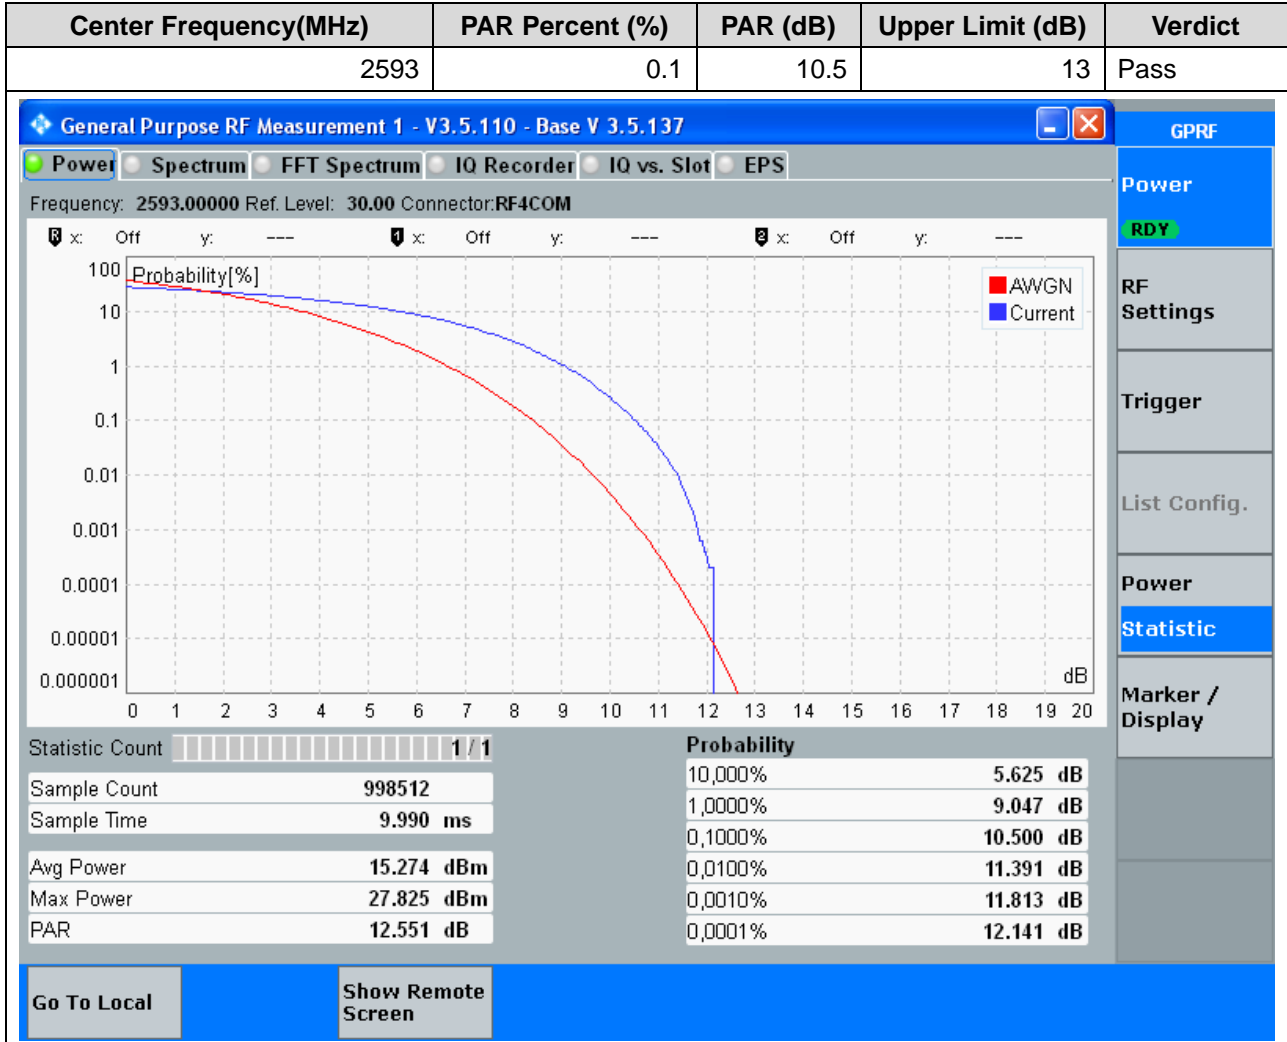 Center Frequency(MHz) PAR Percent (%) PAR (dB) Upper Limit (dB) Verdict
2593 0.1 10.5 13 Pass
General Purpose RF Measurement 1 - V3.5.110 - Base V 3.5.137
GPRF
Power Spectrum FFT Spectrum IQ Recorder IQ vs. Slot EPS
Frequency: 2593.00000 Ref. Level: 30.00 Connector:RF4COM
R x: Off y: --- 1 x: Off y: --- 2 x: Off y: ---
Probability[%]
AWGN
Current
100
10
1
0.1
0.01
0.001
0.0001
0.00001
0.000001
dB
0 1 2 3 4 5 6 7 8 9 10 11 12 13 14 15 16 17 18 19 20
Statistic Count 1 / 1
Sample Count 998512
Sample Time 9.990 ms
Avg Power 15.274 dBm
Max Power 27.825 dBm
PAR 12.551 dB
Probability
10,000% 5.625 dB
1,0000% 9.047 dB
0,1000% 10.500 dB
0,0100% 11.391 dB
0,0010% 11.813 dB
0,0001% 12.141 dB
Power
RDY
RF
Settings
Trigger
List Config.
Power
Statistic
Marker /
Display
Go To Local
Show Remote
Screen